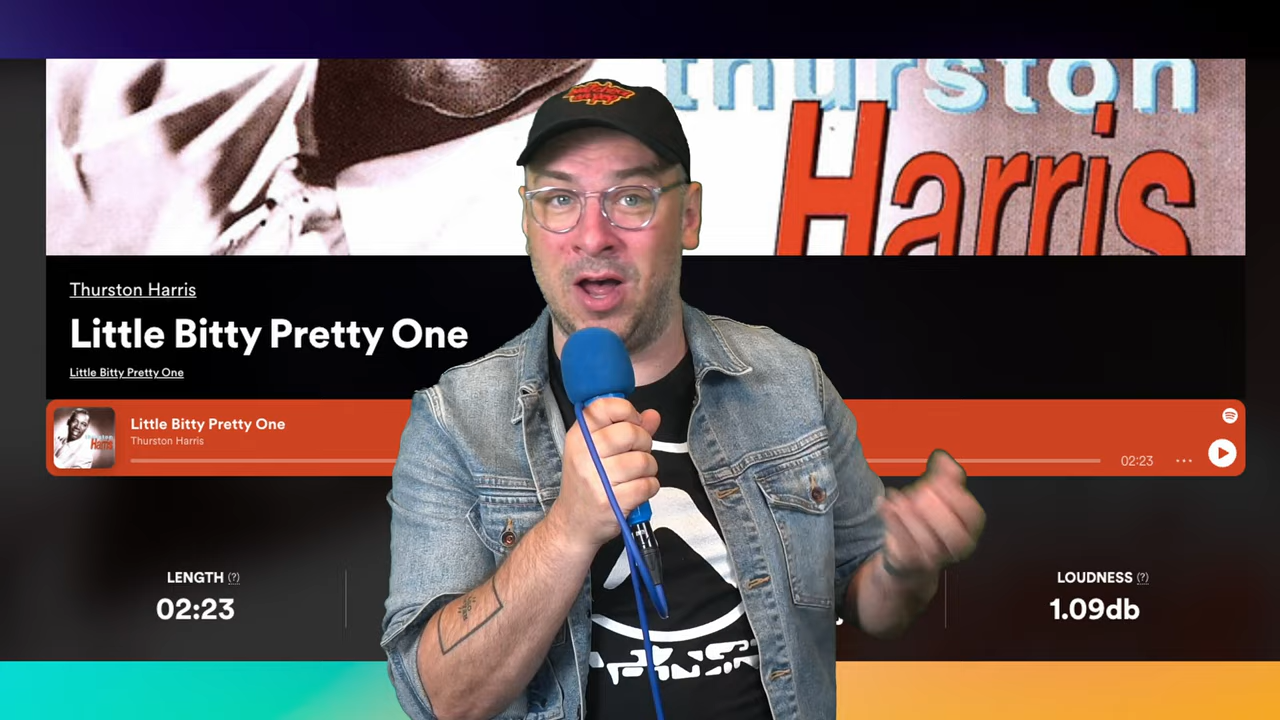 thurston
Harris
Thurston Harris
Little Bitty Pretty One
Little Bitty Pretty One
Little Bitty Pretty One
Thurston Harris
02:23
LENGTH (?)
02:23
LOUDNESS (?)
1.09db